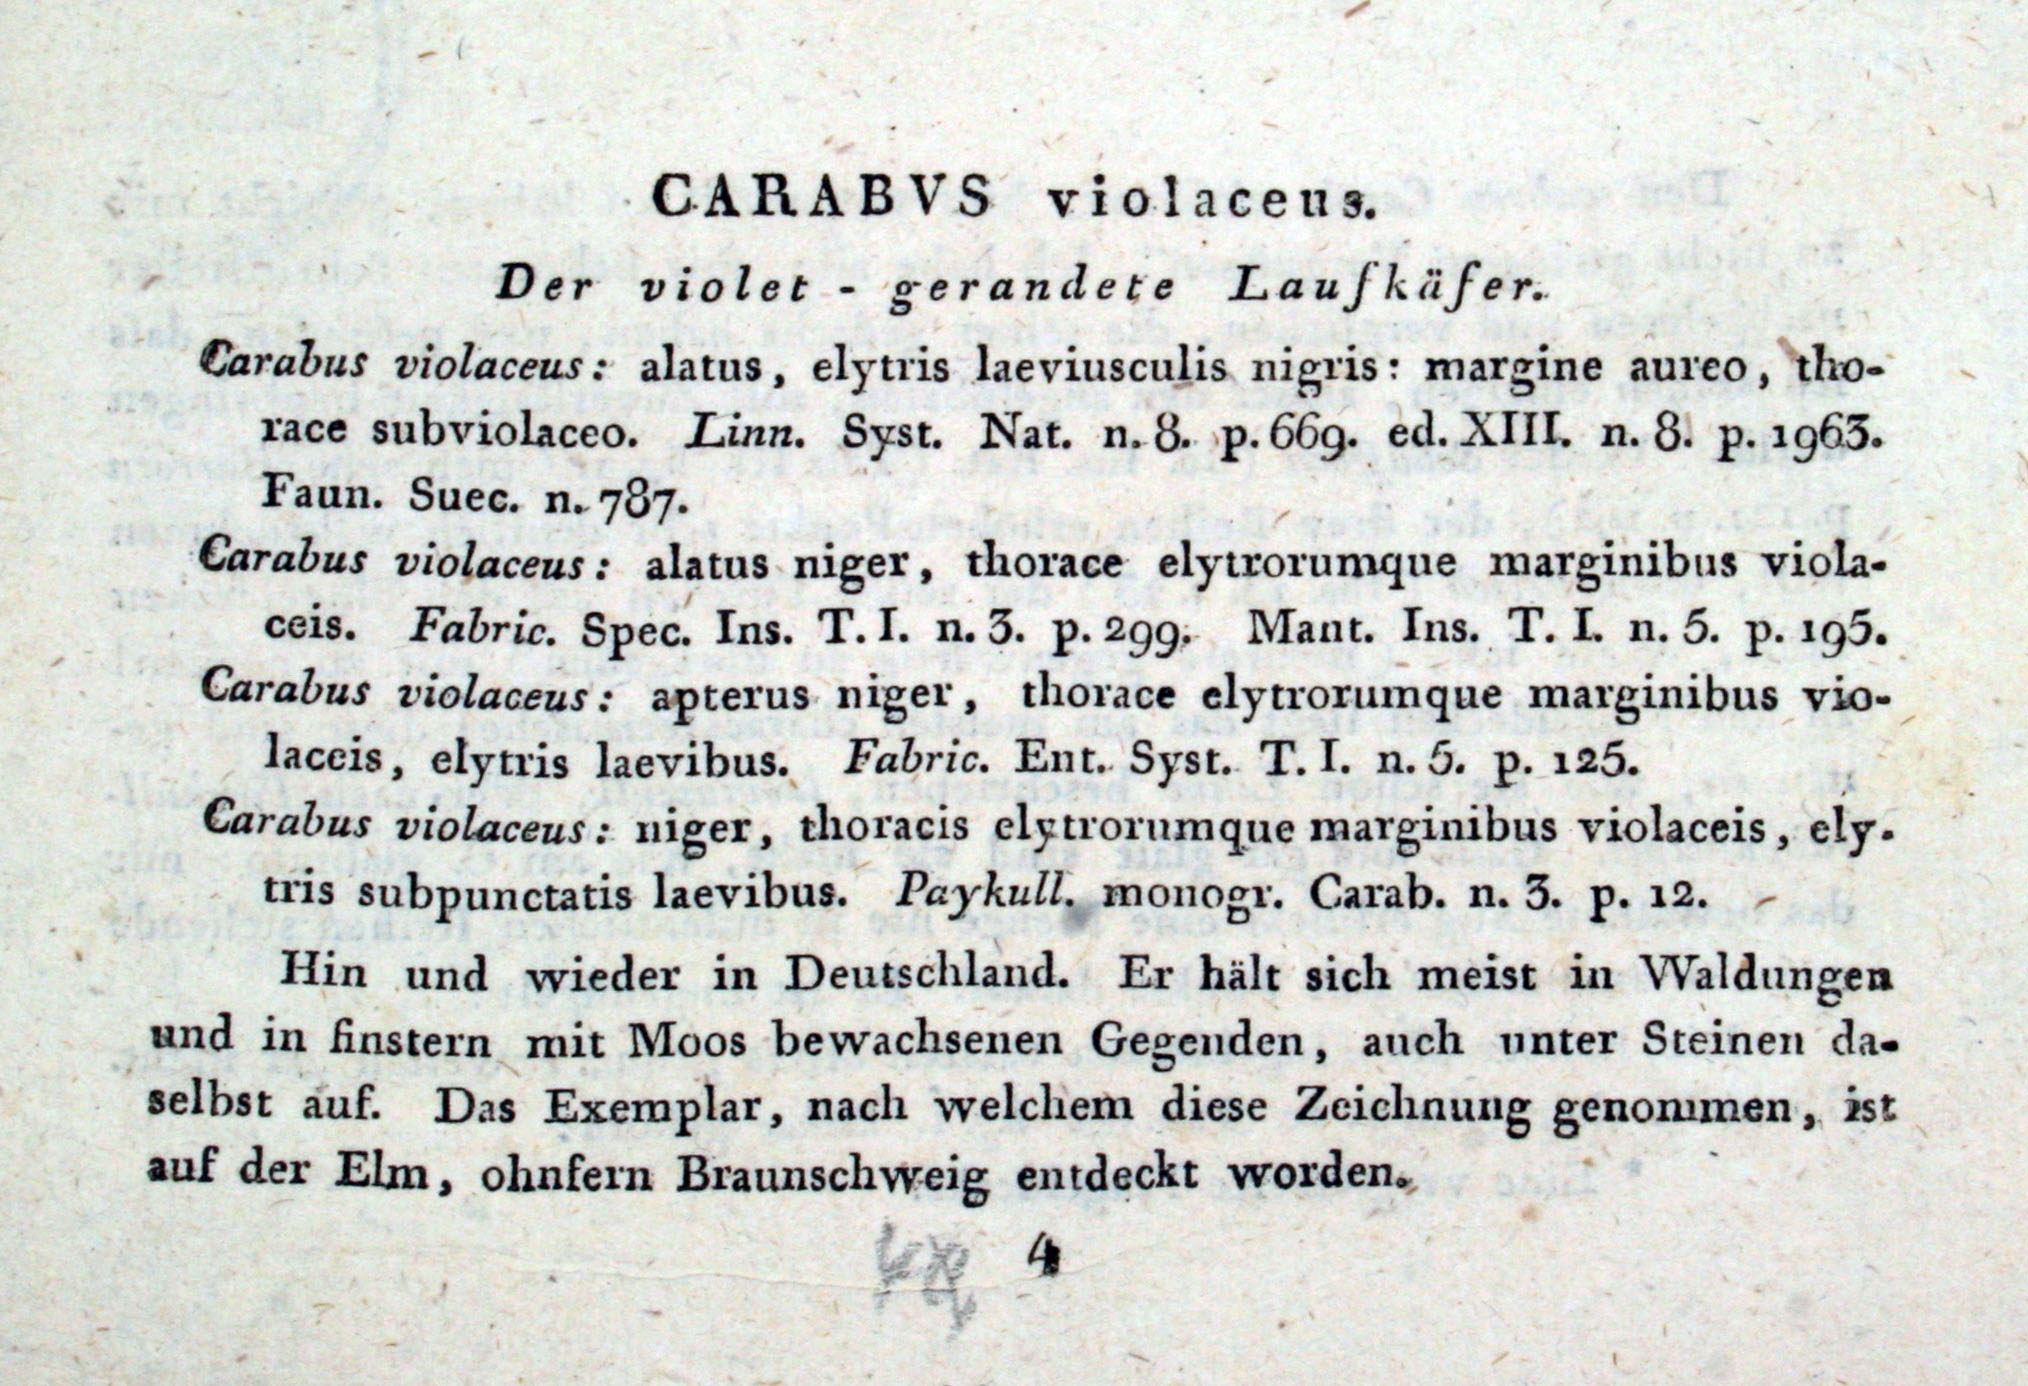 CARABVS violaceus.
Der violet - gerandete Laufkäfer.
Carabus violaceus: alatus, elytris laeviusculis nigris: margine aureo, tho-
race subviolaceo. Linn. Syst. Nat. n. 8. p. 669. ed. XIII. n. 8. p. 1963.
Faun. Suec. n. 787.
Carabus violaceus: alatus niger, thorace elytrorumque marginibus viola-
ceis. Fabric. Spec. Ins. T. I. n. 3. p. 299. Mant. Ins. T. I. n. 5. p. 195.
Carabus violaceus: apterus niger, thorace elytrorumque marginibus vio-
laceis, elytris laevibus. Fabric. Ent. Syst. T. I. n. 5. p. 125.
Carabus violaceus: niger, thoracis elytrorumque marginibus violaceis, ely-
tris subpunctatis laevibus. Paykull. monogr. Carab. n. 3. p. 12.
Hin und wieder in Deutschland. Er hält sich meist in Waldungen
und in finstern mit Moos bewachsenen Gegenden, auch unter Steinen da-
selbst auf. Das Exemplar, nach welchem diese Zeichnung genommen, ist
auf der Elm, ohnfern Braunschweig entdeckt worden.
4